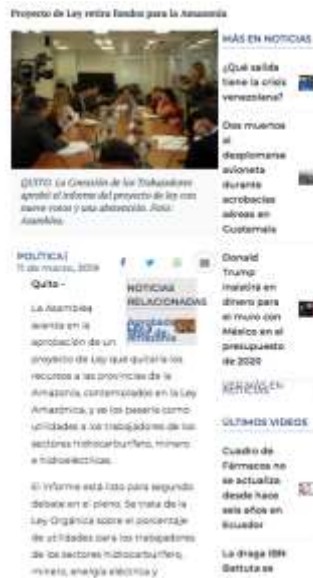 Proyecto de Ley retira fondos para la Amazonía
QUITO. La Comisión de los Trabajadores
aprobó el informe del proyecto de ley con
nueve votos y una abstención. Foto:
Asamblea.
POLÍTICA|
11 de marzo, 2019
Quito -
NOTICIAS
RELACIONADAS
La Asamblea
avanza en la
aprobación de un
proyecto de Ley que quitaría los
recursos a las provincias de la
Amazonía, contemplados en la Ley
Amazónica, y se los pasaría como
utilidades a los trabajadores de los
sectores hidrocarburífero, minero
e hidroeléctricas.
El informe está listo para segundo
debate en el pleno. Se trata de la
Ley Orgánica sobre el porcentaje
de utilidades para los trabajadores
de los sectores hidrocarburífero,
minero, energía eléctrica y
MÁS EN NOTICIAS
¿Qué salida
tiene la crisis
venezolana?
Dos muertos
al
desplomarse
avioneta
durante
acrobacias
aéreas en
Guatemala
Donald
Trump
insistirá en
dinero para
el muro con
México en el
presupuesto
de 2020
ÚLTIMOS VIDEOS
Cuadro de
Fármacos no
se actualiza
desde hace
seis años en
Ecuador
La draga IBN
Battuta se